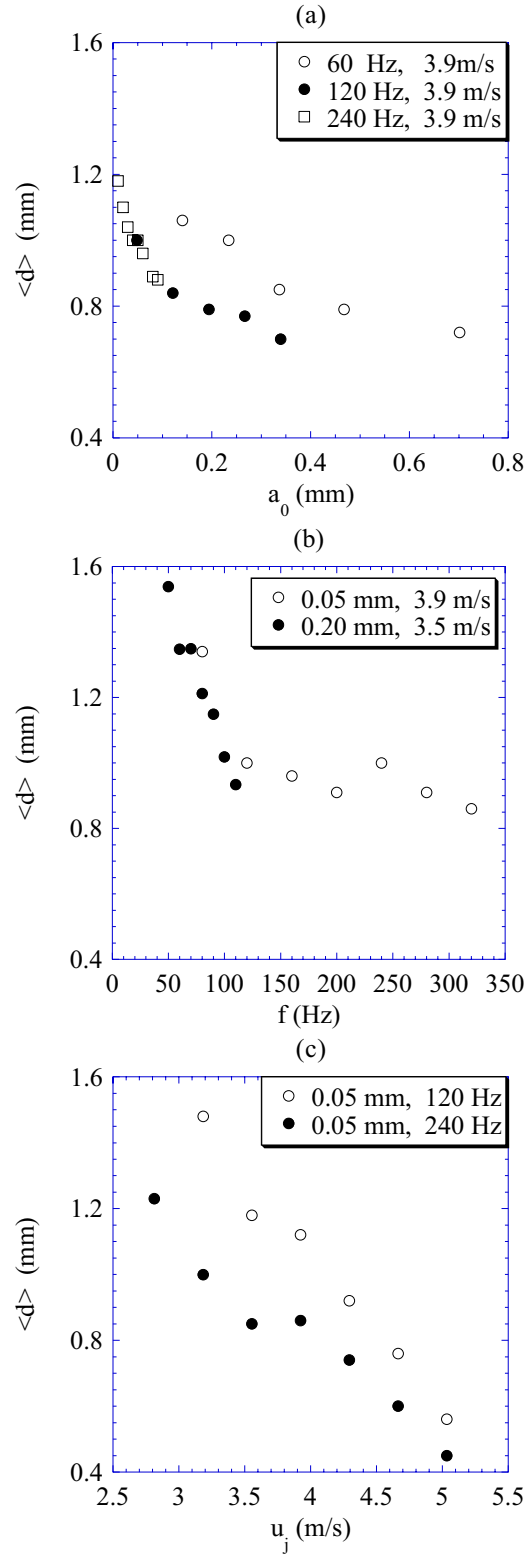 (a)
1.6
1.2
0.8
0.4
<d> (mm)
60 Hz, 3.9m/s
120 Hz, 3.9 m/s
240 Hz, 3.9 m/s
0 0.2 0.4 0.6 0.8
a0 (mm)
(b)
1.6
1.2
0.8
0.4
<d> (mm)
0.05 mm, 3.9 m/s
0.20 mm, 3.5 m/s
0 50 100 150 200 250 300 350
f (Hz)
(c)
1.6
1.2
0.8
0.4
<d> (mm)
0.05 mm, 120 Hz
0.05 mm, 240 Hz
2.5 3 3.5 4 4.5 5 5.5
uj (m/s)